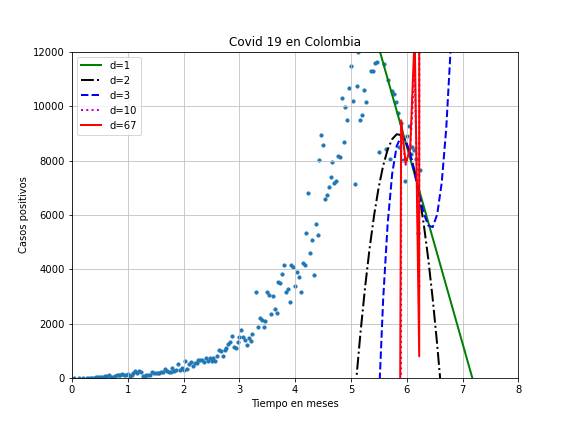 Covid 19 en Colombia
12000
10000
8000
6000
4000
2000
0
Casos positivos
d=1
d=2
d=3
d=10
d=67
0 1 2 3 4 5 6 7 8
Tiempo en meses